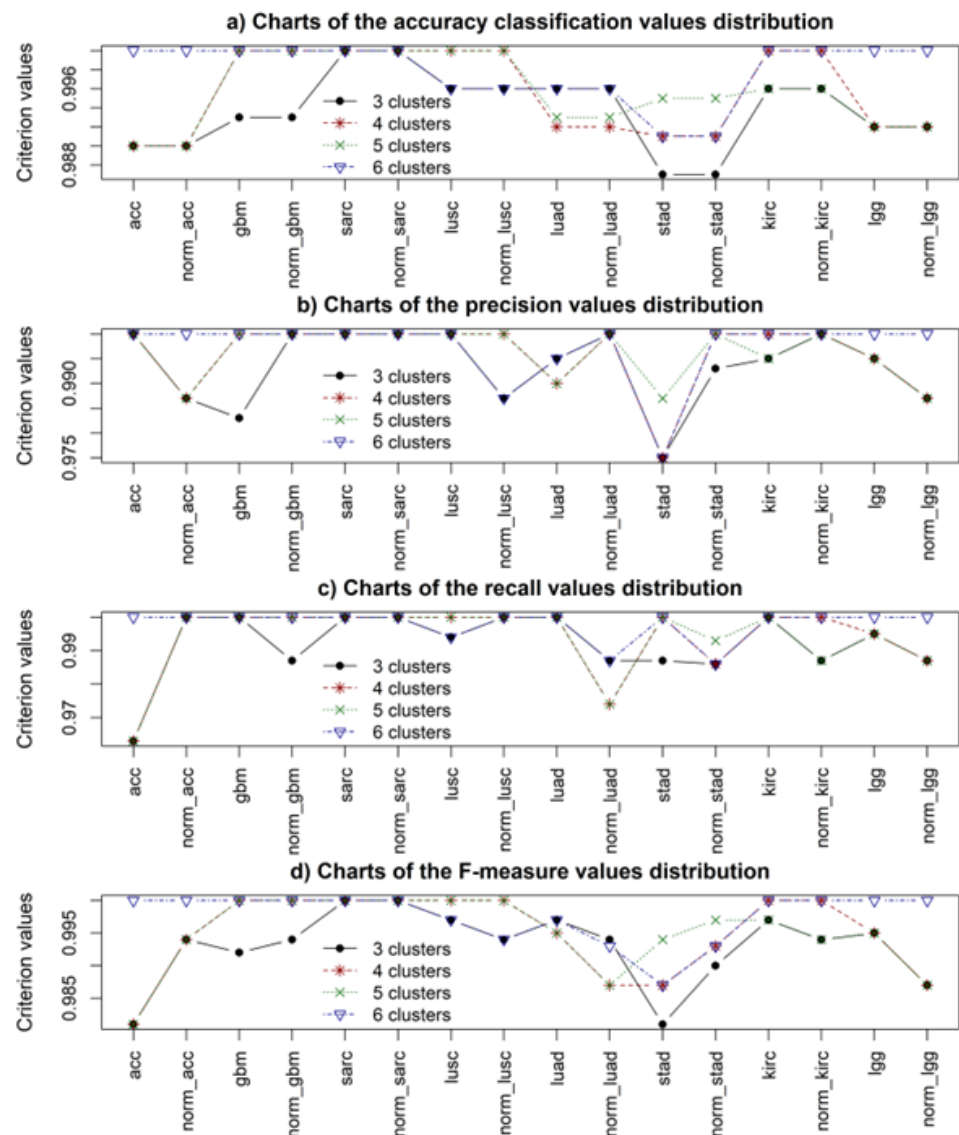 a) Charts of the accuracy classification values distribution
Criterion values
0.996
0.988
3 clusters
4 clusters
5 clusters
6 clusters
acc
norm_acc
gbm
norm_gbm
sarc
norm_sarc
lusc
norm_lusc
luad
norm_luad
stad
norm_stad
kirc
norm_kirc
lgg
norm_lgg
b) Charts of the precision values distribution
Criterion values
0.990
0.975
3 clusters
4 clusters
5 clusters
6 clusters
acc
norm_acc
gbm
norm_gbm
sarc
norm_sarc
lusc
norm_lusc
luad
norm_luad
stad
norm_stad
kirc
norm_kirc
lgg
norm_lgg
c) Charts of the recall values distribution
Criterion values
0.99
0.97
3 clusters
4 clusters
5 clusters
6 clusters
acc
norm_acc
gbm
norm_gbm
sarc
norm_sarc
lusc
norm_lusc
luad
norm_luad
stad
norm_stad
kirc
norm_kirc
lgg
norm_lgg
d) Charts of the F-measure values distribution
Criterion values
0.995
0.985
3 clusters
4 clusters
5 clusters
6 clusters
acc
norm_acc
gbm
norm_gbm
sarc
norm_sarc
lusc
norm_lusc
luad
norm_luad
stad
norm_stad
kirc
norm_kirc
lgg
norm_lgg